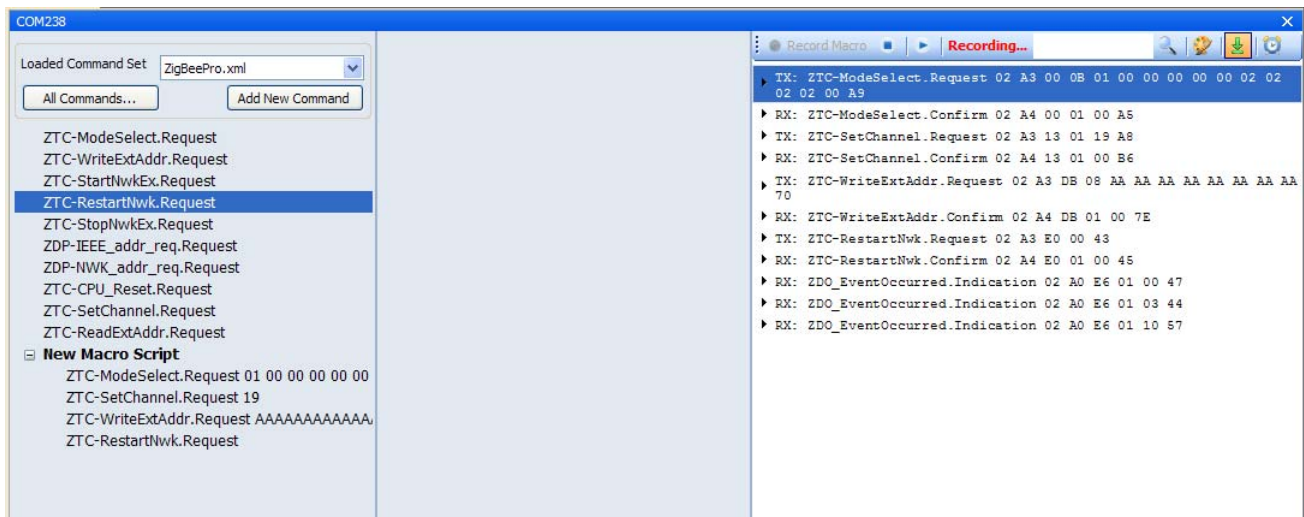 COM238
Loaded Command Set
ZigBeePro.xml
All Commands...
Add New Command
ZTC-ModeSelect.Request
ZTC-WriteExtAddr.Request
ZTC-StartNwkEx.Request
ZTC-RestartNwk.Request
ZTC-StopNwkEx.Request
ZDP-IEEE_addr_req.Request
ZDP-NWK_addr_req.Request
ZTC-CPU_Reset.Request
ZTC-SetChannel.Request
ZTC-ReadExtAddr.Request
New Macro Script
ZTC-ModeSelect.Request 01 00 00 00 00 00
ZTC-SetChannel.Request 19
ZTC-WriteExtAddr.Request AAAAAAAAAAAAA
ZTC-RestartNwk.Request
Record Macro
Recording...
TX: ZTC-ModeSelect.Request 02 A3 00 0B 01 00 00 00 00 00 02 02
02 02 00 A9
RX: ZTC-ModeSelect.Confirm 02 A4 00 01 00 A5
TX: ZTC-SetChannel.Request 02 A3 13 01 19 A8
RX: ZTC-SetChannel.Confirm 02 A4 13 01 00 B6
TX: ZTC-WriteExtAddr.Request 02 A3 DB 08 AA AA AA AA AA AA AA AA
70
RX: ZTC-WriteExtAddr.Confirm 02 A4 DB 01 00 7E
TX: ZTC-RestartNwk.Request 02 A3 E0 00 43
RX: ZTC-RestartNwk.Confirm 02 A4 E0 01 00 45
RX: ZDO_EventOccurred.Indication 02 A0 E6 01 00 47
RX: ZDO_EventOccurred.Indication 02 A0 E6 01 03 44
RX: ZDO_EventOccurred.Indication 02 A0 E6 01 10 57